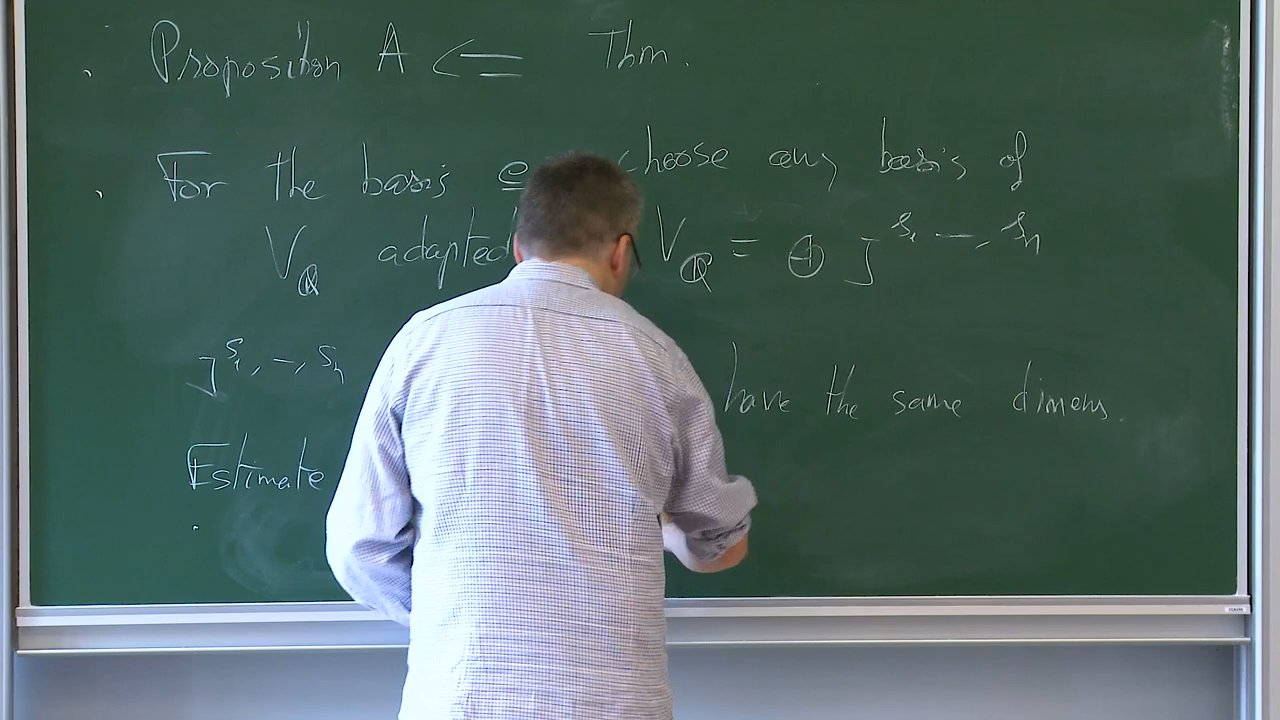 . Proposition A <= Thm.
. For the basis e choose any basis of
V_Q adapted V_Q = ⊕ J^{s_1, ..., s_n}
s_1, ..., s_n have the same dimens